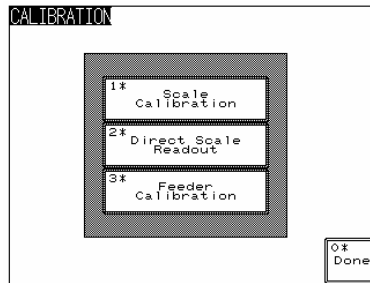 CALIBRATION
1*
Scale
Calibration
2*
Direct Scale
Readout
3*
Feeder
Calibration
0*
Done